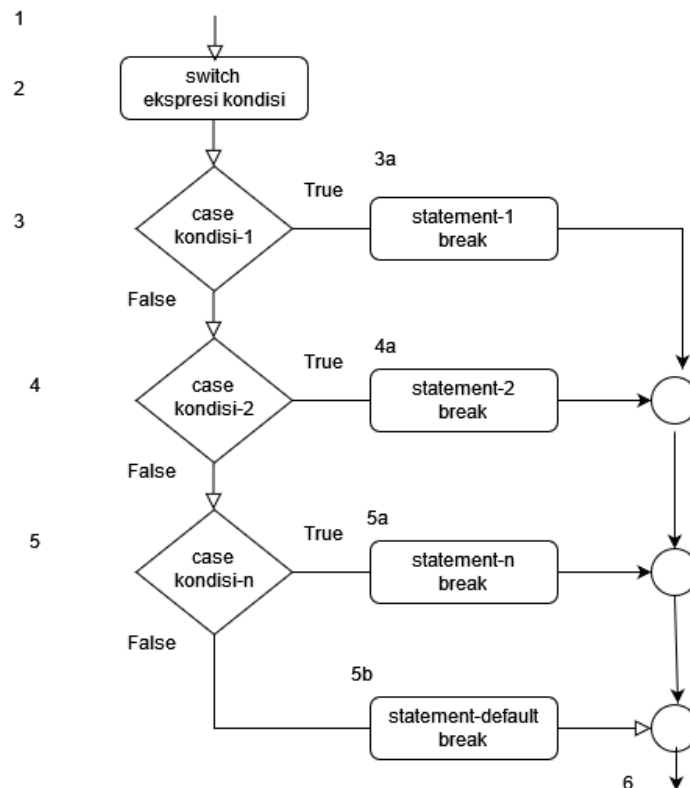 1
2
switch
ekspresi kondisi
3a
3
case
kondisi-1
True
statement-1
break
False
4a
4
case
kondisi-2
True
statement-2
break
False
5a
5
case
kondisi-n
True
statement-n
break
False
5b
statement-default
break
6